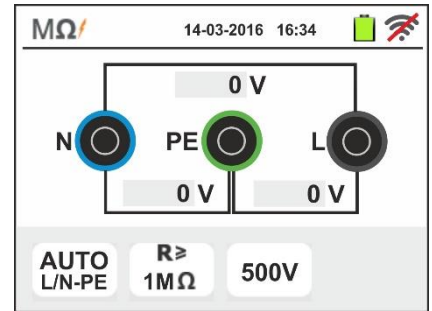 MΩ 14-03-2016 16:34
0 V
N PE L
0 V 0 V
AUTO R≥ 500V
L/N-PE 1MΩ